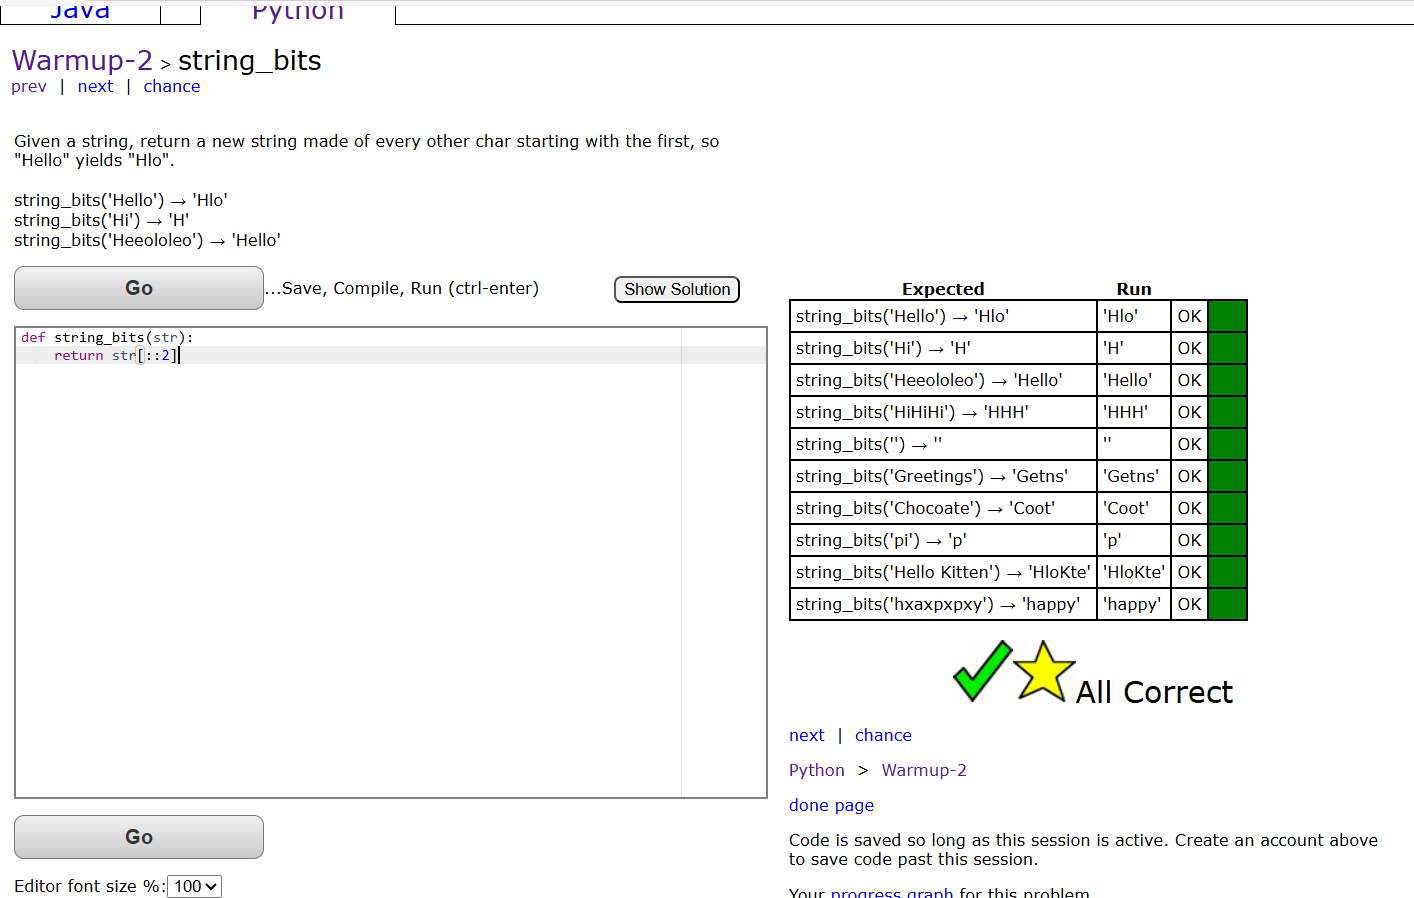 Java
Python
Warmup-2 > string_bits
prev | next | chance
Given a string, return a new string made of every other char starting with the first, so
"Hello" yields "Hlo".
string_bits('Hello') → 'Hlo'
string_bits('Hi') → 'H'
string_bits('Heeololeo') → 'Hello'
Go ...Save, Compile, Run (ctrl-enter) Show Solution
def string_bits(str):
    return str[::2]
Go
Editor font size %: 100
Expected Run
string_bits('Hello') → 'Hlo' 'Hlo' OK
string_bits('Hi') → 'H' 'H' OK
string_bits('Heeololeo') → 'Hello' 'Hello' OK
string_bits('HiHiHi') → 'HHH' 'HHH' OK
string_bits('') → '' '' OK
string_bits('Greetings') → 'Getns' 'Getns' OK
string_bits('Chocoate') → 'Coot' 'Coot' OK
string_bits('pi') → 'p' 'p' OK
string_bits('Hello Kitten') → 'HloKte' 'HloKte' OK
string_bits('hxaxpxpxy') → 'happy' 'happy' OK
All Correct
next | chance
Python > Warmup-2
done page
Code is saved so long as this session is active. Create an account above
to save code past this session.
Your progress graph for this problem